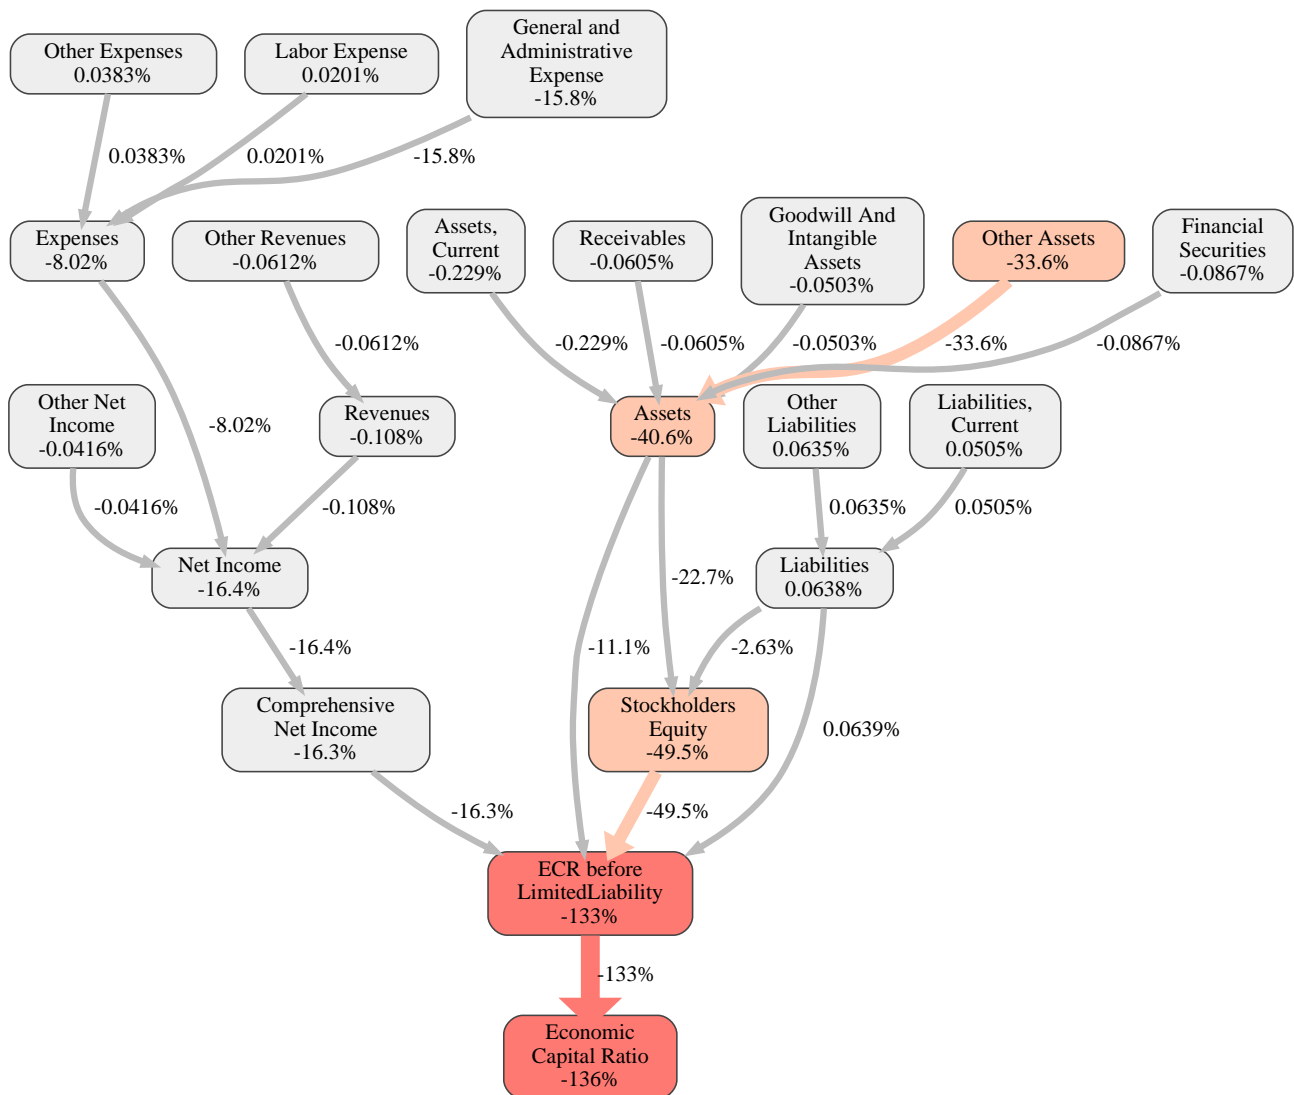 Other Expenses
0.0383%
Labor Expense
0.0201%
General and
Administrative
Expense
-15.8%
0.0383%
0.0201%
-15.8%
Expenses
-8.02%
Other Revenues
-0.0612%
Assets,
Current
-0.229%
Receivables
-0.0605%
Goodwill And
Intangible
Assets
-0.0503%
Other Assets
-33.6%
Financial
Securities
-0.0867%
-0.0612%
-0.229%
-0.0605%
-0.0503%
-33.6%
-0.0867%
Other Net
Income
-0.0416%
-8.02%
Revenues
-0.108%
Assets
-40.6%
Other
Liabilities
0.0635%
Liabilities,
Current
0.0505%
-0.0416%
-0.108%
0.0635%
0.0505%
Net Income
-16.4%
-22.7%
Liabilities
0.0638%
-16.4%
-11.1%
-2.63%
Comprehensive
Net Income
-16.3%
Stockholders
Equity
-49.5%
0.0639%
-16.3%
-49.5%
ECR before
LimitedLiability
-133%
-133%
Economic
Capital Ratio
-136%